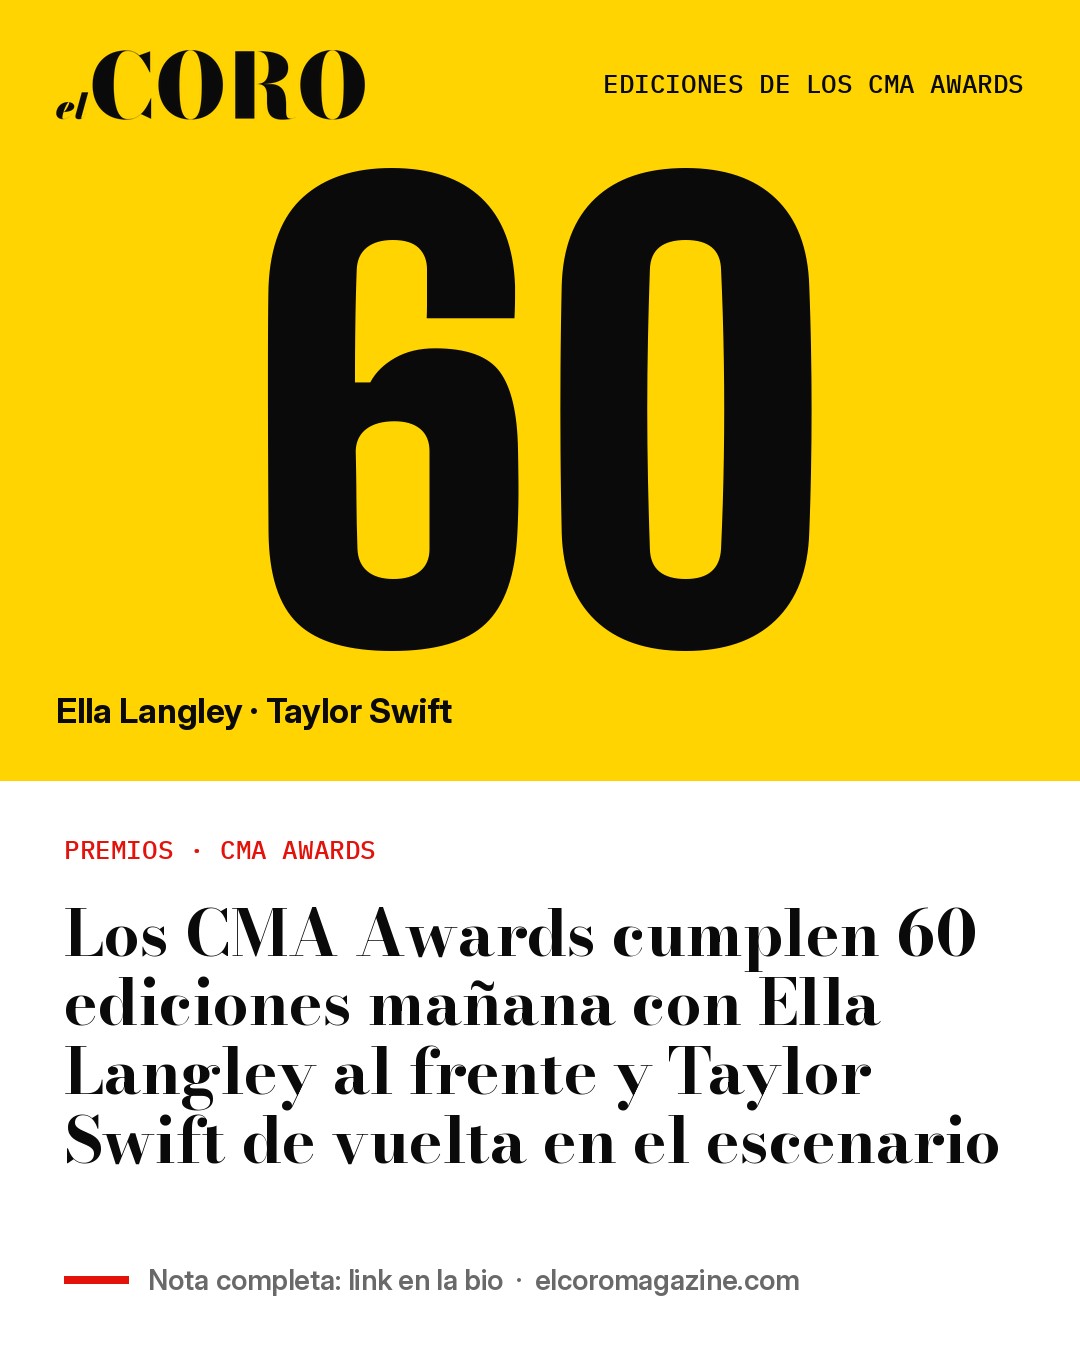 el CORO
EDICIONES DE LOS CMA AWARDS
60
Ella Langley · Taylor Swift
PREMIOS · CMA AWARDS
Los CMA Awards cumplen 60
ediciones mañana con Ella
Langley al frente y Taylor
Swift de vuelta en el escenario
Nota completa: link en la bio · elcoromagazine.com